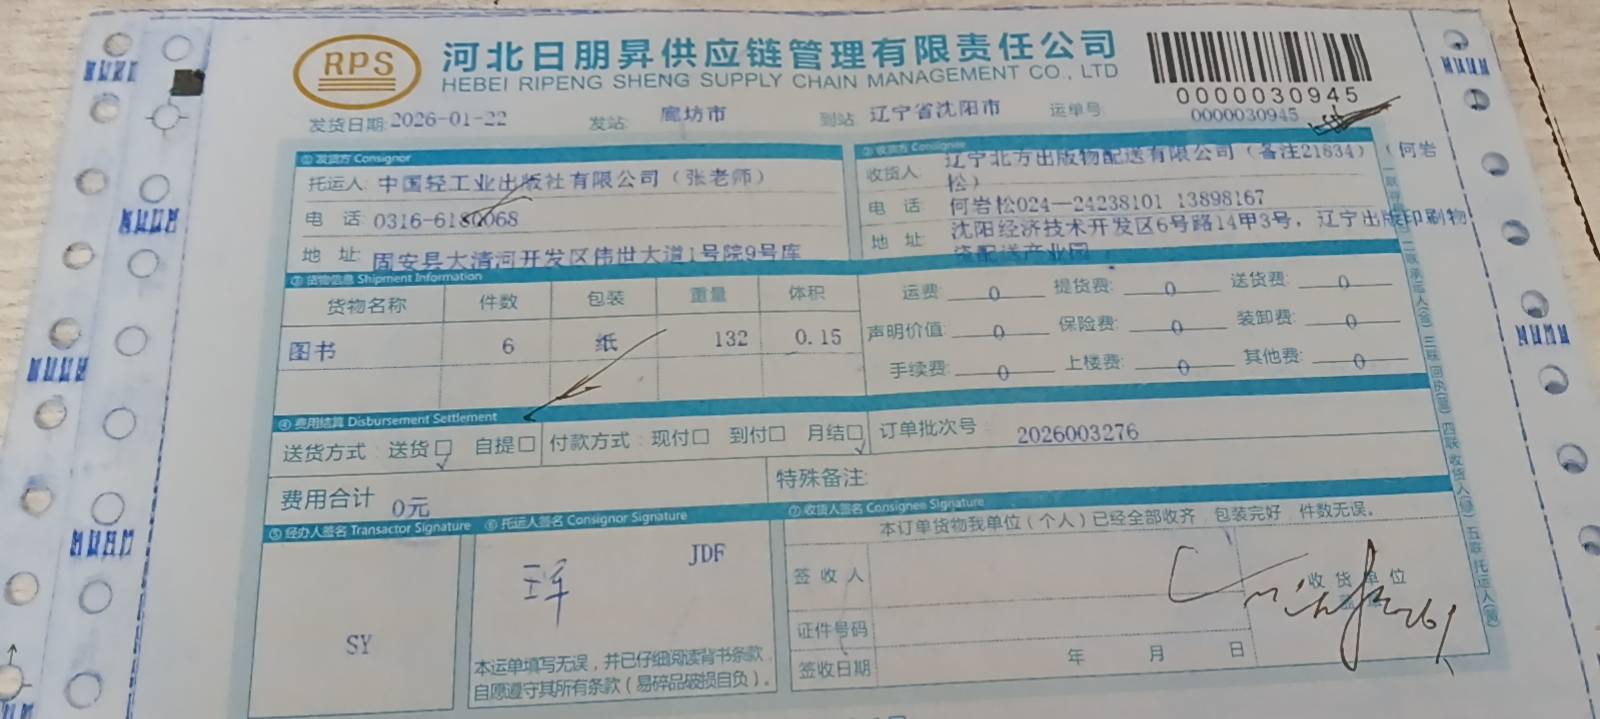 RPS
河北日朋昇供应链管理有限责任公司
HEBEI RIPENG SHENG SUPPLY CHAIN MANAGEMENT CO., LTD
0000030945
发货日期: 2026-01-22 发站: 廊坊市 到站: 辽宁省沈阳市 运单号: 0000030945
① 发货方 Consignor
托运人: 中国轻工业出版社有限公司（张老师）
电 话 0316-6180068
地 址: 固安县大清河开发区伟世大道1号院9号库
② 收货方 Consignee
收货人 辽宁北方出版物配送有限公司（备注21834）（何岩松）
电 话 何岩松024—24238101 13898167
地 址: 沈阳经济技术开发区6号路14甲3号，辽宁出版印刷物
资配送产业园
③ 货物信息 Shipment Information
货物名称 件数 包装 重量 体积
图书 6 纸 132 0.15
运费: 0 提货费: 0 送货费: 0
声明价值: 0 保险费: 0 装卸费: 0
手续费: 0 上楼费: 0 其他费: 0
④ 费用结算 Disbursement Settlement
送货方式: 送货□ 自提□ 付款方式: 现付□ 到付□ 月结□ 订单批次号 2026003276
费用合计 0元 特殊备注:
⑤ 经办人签名 Transactor Signature
SY
⑥ 托运人签名 Consignor Signature
JDF
本运单填写无误，并已仔细阅读背书条款，
自愿遵守其所有条款（易碎品破损自负）。
⑦ 收货人签名 Consignee Signature
本订单货物我单位（个人）已经全部收齐，包装完好，件数无误。
签 收 人
收 货 单 位
证件号码
签收日期 年 月 日